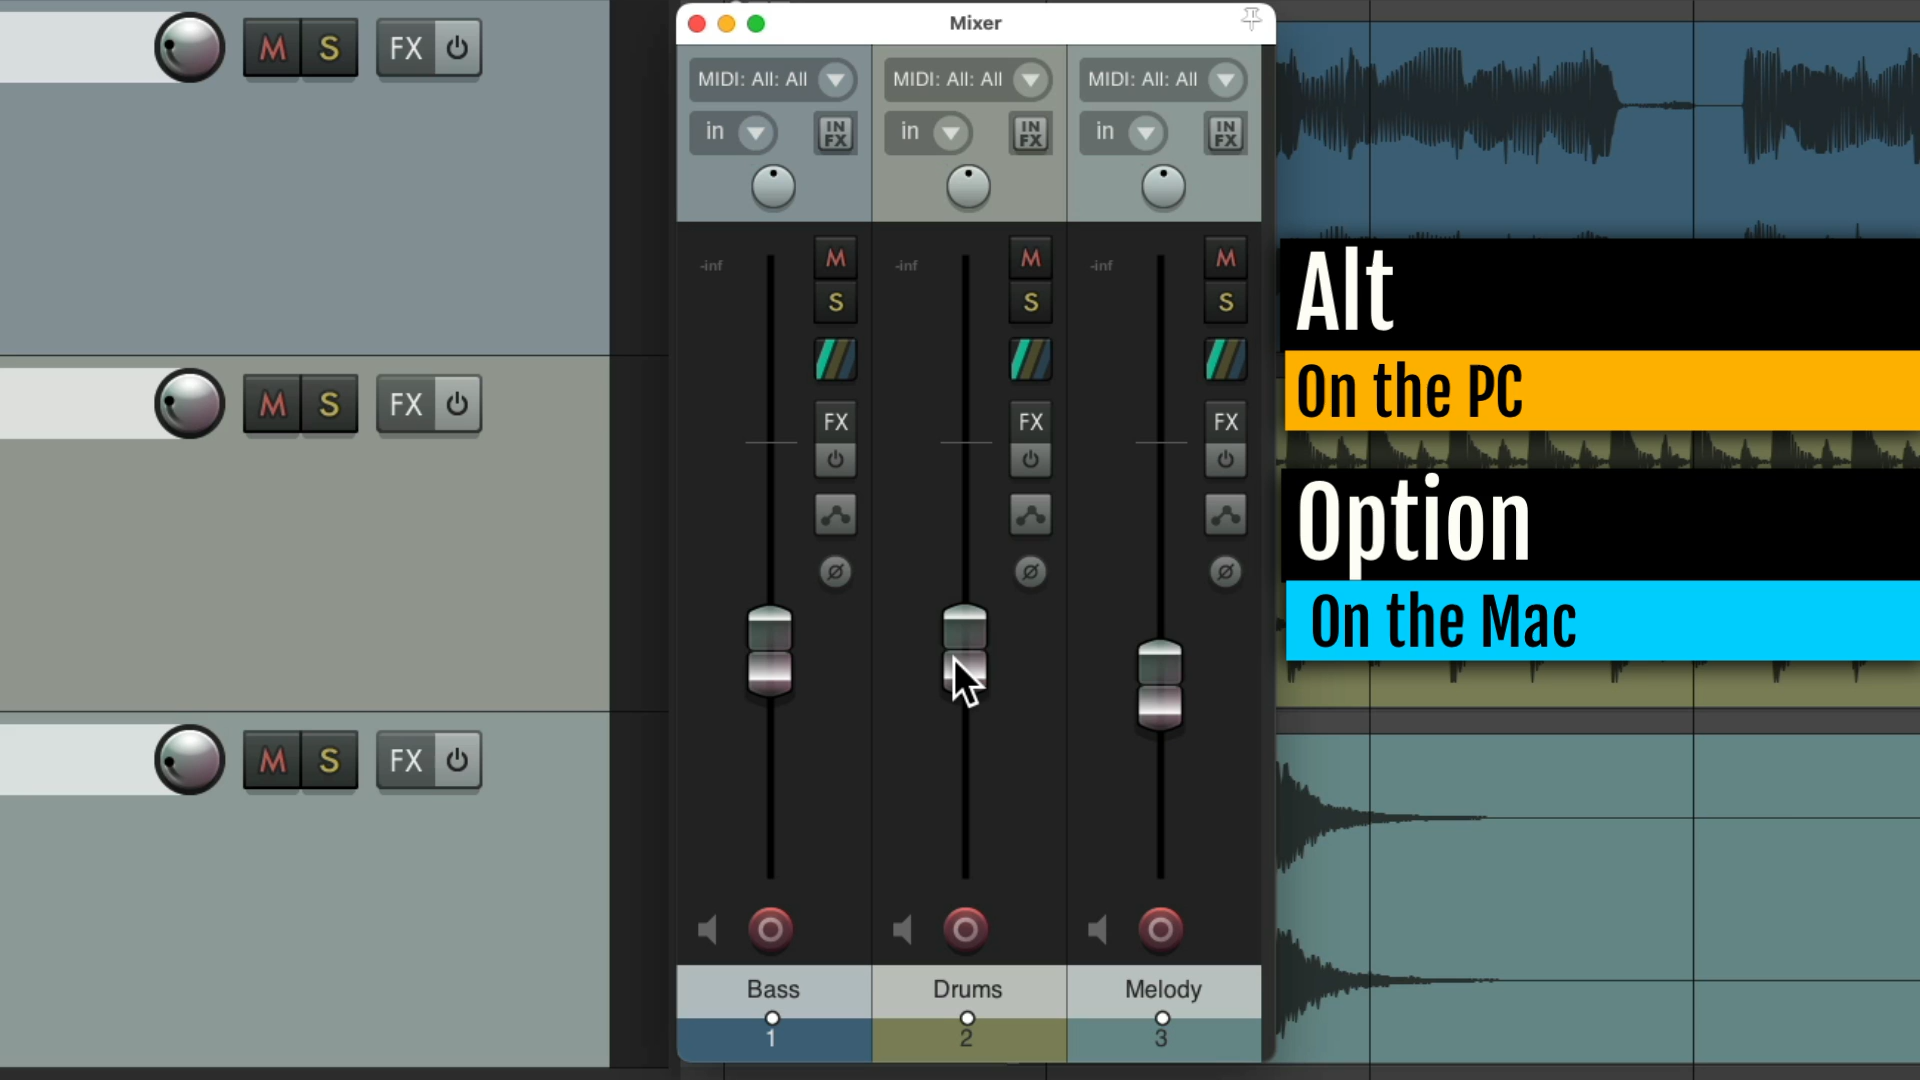 Mixer
MIDI: All: All MIDI: All: All MIDI: All: All
in IN FX in IN FX in IN FX
M S FX
-inf M -inf M -inf M
S S S
Alt
On the PC
FX FX FX
M S FX
Option
On the Mac
Ø Ø Ø
M S FX
Bass Drums Melody
1 2 3